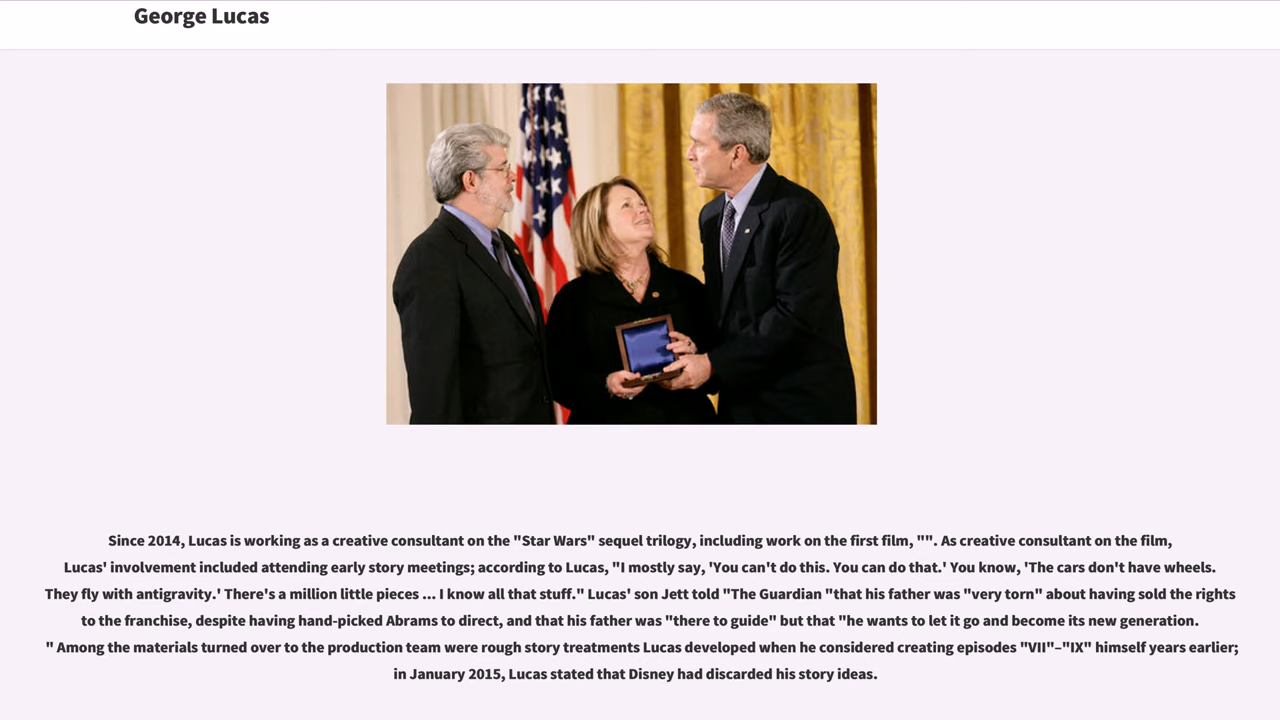 George Lucas
Since 2014, Lucas is working as a creative consultant on the "Star Wars" sequel trilogy, including work on the first film, "". As creative consultant on the film,
Lucas' involvement included attending early story meetings; according to Lucas, "I mostly say, 'You can't do this. You can do that.' You know, 'The cars don't have wheels.
They fly with antigravity.' There's a million little pieces ... I know all that stuff." Lucas' son Jett told "The Guardian "that his father was "very torn" about having sold the rights
to the franchise, despite having hand-picked Abrams to direct, and that his father was "there to guide" but that "he wants to let it go and become its new generation.
" Among the materials turned over to the production team were rough story treatments Lucas developed when he considered creating episodes "VII"–"IX" himself years earlier;
in January 2015, Lucas stated that Disney had discarded his story ideas.